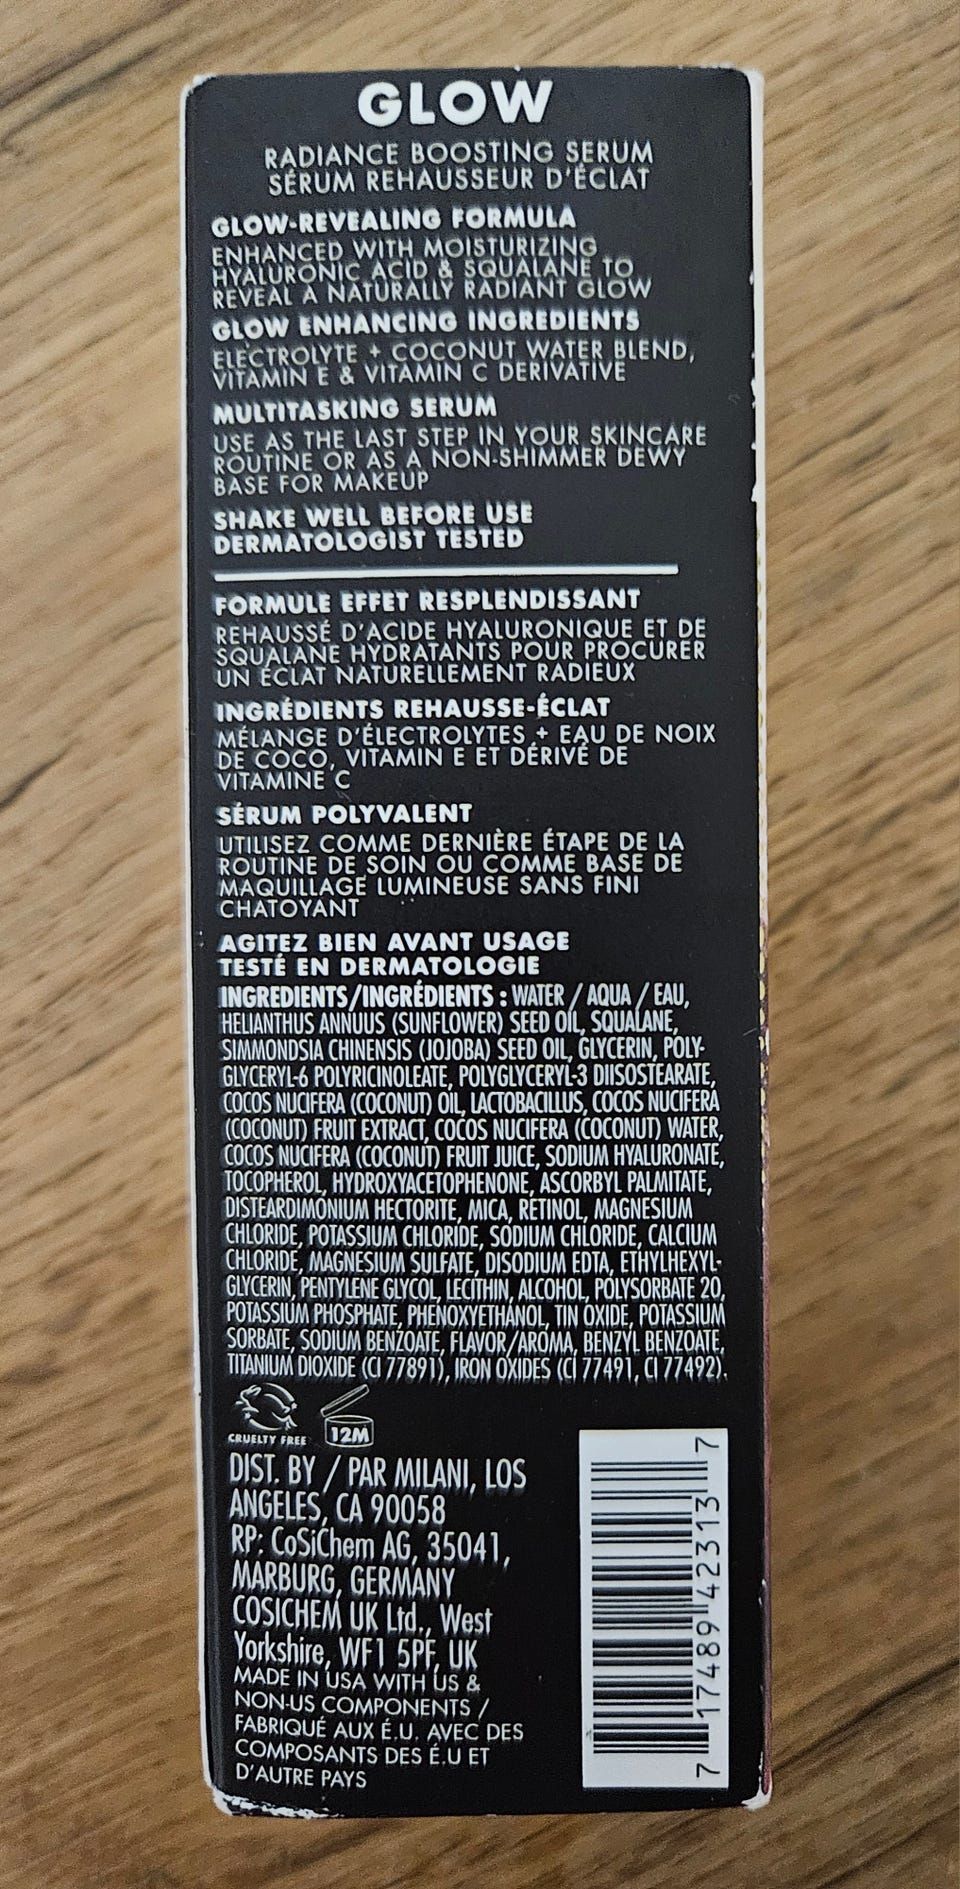 GLOW
RADIANCE BOOSTING SERUM
SÉRUM REHAUSSEUR D'ÉCLAT
GLOW-REVEALING FORMULA
ENHANCED WITH MOISTURIZING
HYALURONIC ACID & SQUALANE TO
REVEAL A NATURALLY RADIANT GLOW
GLOW ENHANCING INGREDIENTS
ELECTROLYTE + COCONUT WATER BLEND,
VITAMIN E & VITAMIN C DERIVATIVE
MULTITASKING SERUM
USE AS THE LAST STEP IN YOUR SKINCARE
ROUTINE OR AS A NON-SHIMMER DEWY
BASE FOR MAKEUP
SHAKE WELL BEFORE USE
DERMATOLOGIST TESTED
FORMULE EFFET RESPLENDISSANT
REHAUSSÉ D'ACIDE HYALURONIQUE ET DE
SQUALANE HYDRATANTS POUR PROCURER
UN ÉCLAT NATURELLEMENT RADIEUX
INGRÉDIENTS REHAUSSE-ÉCLAT
MÉLANGE D'ÉLECTROLYTES + EAU DE NOIX
DE COCO, VITAMIN E ET DÉRIVÉ DE
VITAMINE C
SÉRUM POLYVALENT
UTILISEZ COMME DERNIÈRE ÉTAPE DE LA
ROUTINE DE SOIN OU COMME BASE DE
MAQUILLAGE LUMINEUSE SANS FINI
CHATOYANT
AGITEZ BIEN AVANT USAGE
TESTÉ EN DERMATOLOGIE
INGREDIENTS/INGRÉDIENTS : WATER / AQUA / EAU,
HELIANTHUS ANNUUS (SUNFLOWER) SEED OIL, SQUALANE,
SIMMONDSIA CHINENSIS (JOJOBA) SEED OIL, GLYCERIN, POLY-
GLYCERYL-6 POLYRICINOLEATE, POLYGLYCERYL-3 DIISOSTEARATE,
COCOS NUCIFERA (COCONUT) OIL, LACTOBACILLUS, COCOS NUCIFERA
(COCONUT) FRUIT EXTRACT, COCOS NUCIFERA (COCONUT) WATER,
COCOS NUCIFERA (COCONUT) FRUIT JUICE, SODIUM HYALURONATE,
TOCOPHEROL, HYDROXYACETOPHENONE, ASCORBYL PALMITATE,
DISTEARDIMONIUM HECTORITE, MICA, RETINOL, MAGNESIUM
CHLORIDE, POTASSIUM CHLORIDE, SODIUM CHLORIDE, CALCIUM
CHLORIDE, MAGNESIUM SULFATE, DISODIUM EDTA, ETHYLHEXYL-
GLYCERIN, PENTYLENE GLYCOL, LECITHIN, ALCOHOL, POLYSORBATE 20,
POTASSIUM PHOSPHATE, PHENOXYETHANOL, TIN OXIDE, POTASSIUM
SORBATE, SODIUM BENZOATE, FLAVOR/AROMA, BENZYL BENZOATE,
TITANIUM DIOXIDE (CI 77891), IRON OXIDES (CI 77491, CI 77492).
CRUELTY FREE
12M
DIST. BY / PAR MILANI, LOS
ANGELES, CA 90058
RP: CoSiChem AG, 35041,
MARBURG, GERMANY
COSICHEM UK Ltd., West
Yorkshire, WF1 5PF, UK
MADE IN USA WITH US &
NON-US COMPONENTS /
FABRIQUÉ AUX É.U. AVEC DES
COMPOSANTS DES É.U ET
D'AUTRE PAYS
7 17489 42313 7